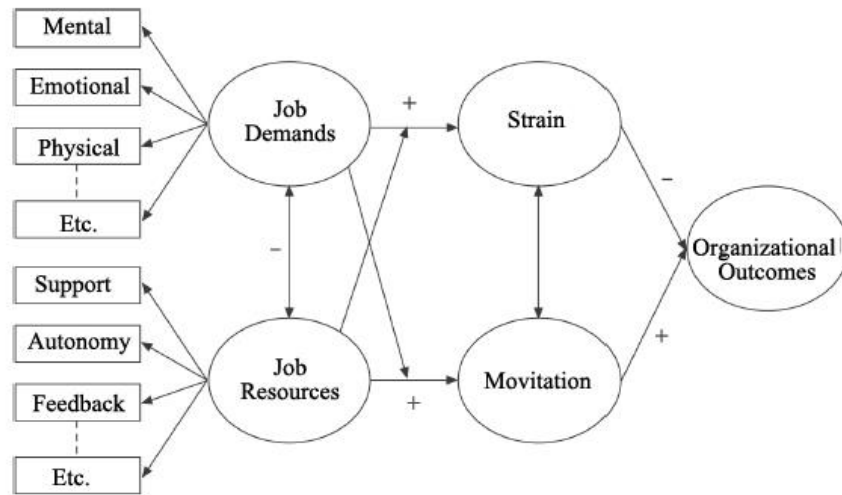 Mental
Emotional
Physical
Etc.
Support
Autonomy
Feedback
Etc.
Job
Demands
–
Job
Resources
+
+
Strain
Movitation
–
+
Organizational
Outcomes